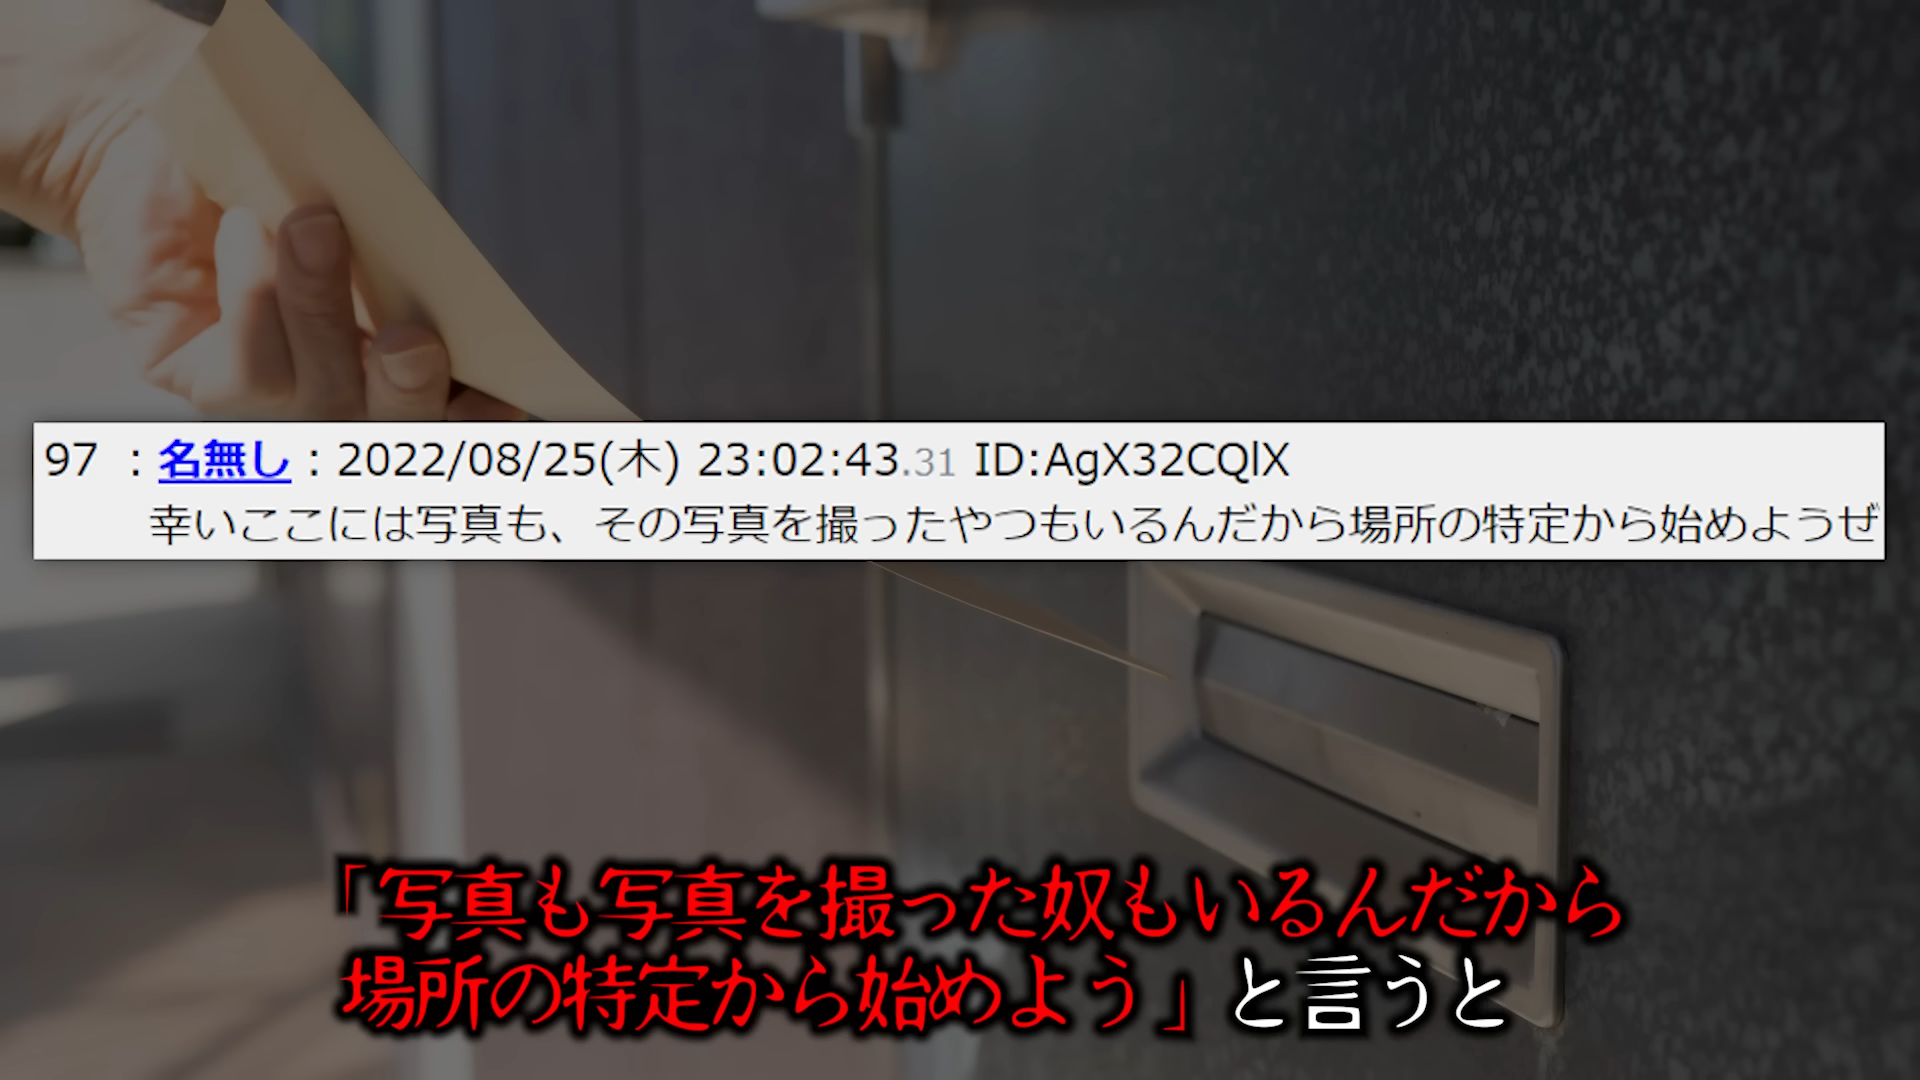 97 ：名無し：2022/08/25(木) 23:02:43.31 ID:AgX32CQlX
幸いここには写真も、その写真を撮ったやつもいるんだから場所の特定から始めようぜ
「写真も写真を撮った奴もいるんだから
場所の特定から始めよう」と言うと